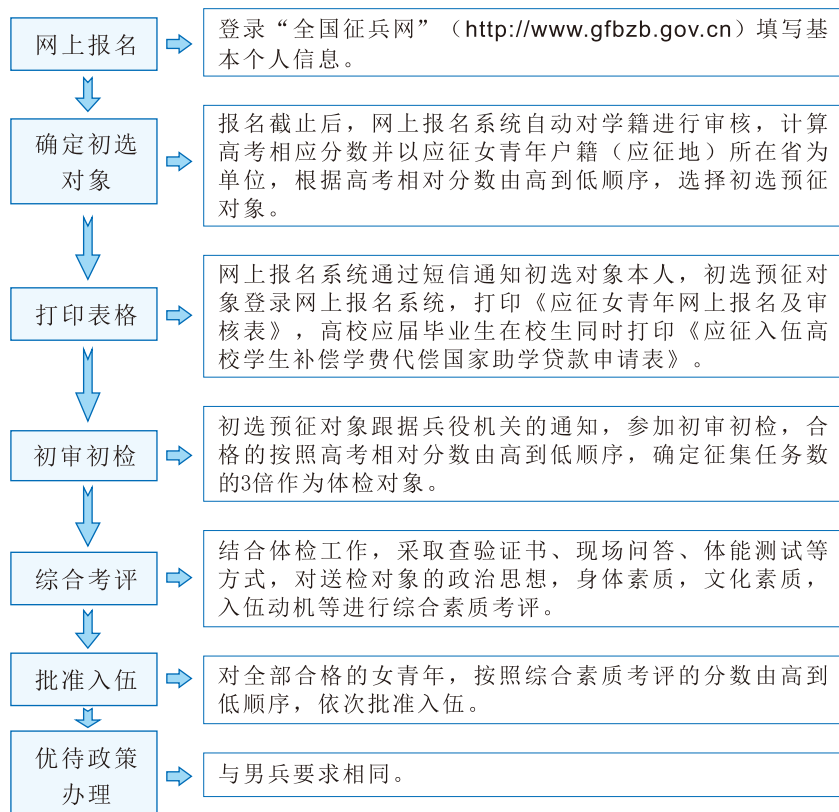 网上报名
登录“全国征兵网”（http://www.gfbzb.gov.cn）填写基
本个人信息。
确定初选
对象
报名截止后，网上报名系统自动对学籍进行审核，计算
高考相应分数并以应征女青年户籍（应征地）所在省为
单位，根据高考相对分数由高到低顺序，选择初选预征
对象。
打印表格
网上报名系统通过短信通知初选对象本人，初选预征对
象登录网上报名系统，打印《应征女青年网上报名及审
核表》，高校应届毕业生在校生同时打印《应征入伍高
校学生补偿学费代偿国家助学贷款申请表》。
初审初检
初选预征对象跟据兵役机关的通知，参加初审初检，合
格的按照高考相对分数由高到低顺序，确定征集任务数
的3倍作为体检对象。
综合考评
结合体检工作，采取查验证书、现场问答、体能测试等
方式，对送检对象的政治思想，身体素质，文化素质，
入伍动机等进行综合素质考评。
批准入伍
对全部合格的女青年，按照综合素质考评的分数由高到
低顺序，依次批准入伍。
优待政策
办理
与男兵要求相同。